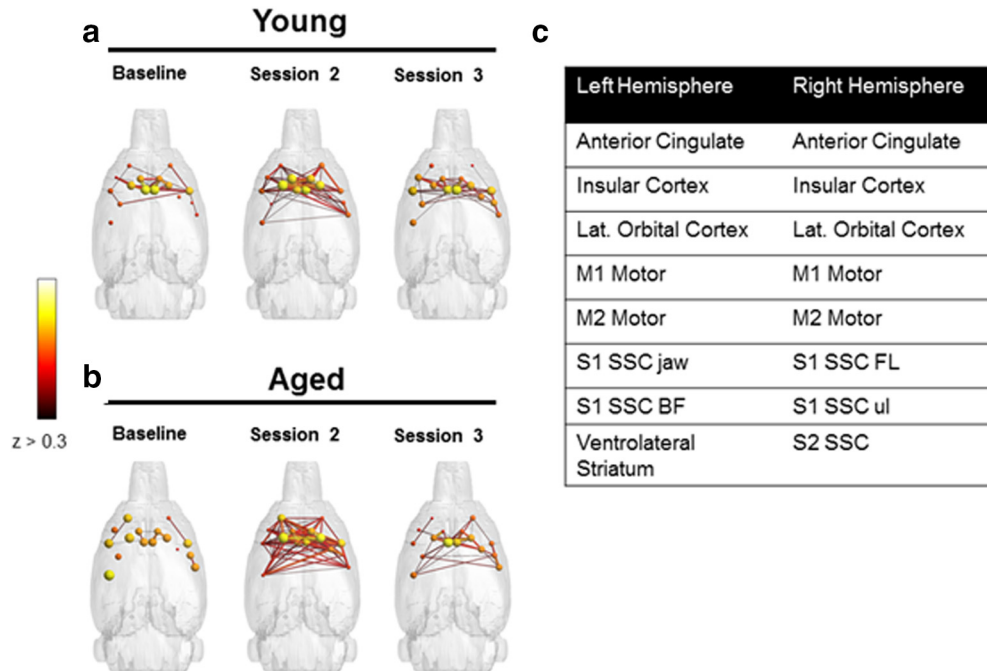 a
Young
Baseline Session 2 Session 3
z > 0.3
b
Aged
Baseline Session 2 Session 3
c
Left Hemisphere Right Hemisphere
Anterior Cingulate Anterior Cingulate
Insular Cortex Insular Cortex
Lat. Orbital Cortex Lat. Orbital Cortex
M1 Motor M1 Motor
M2 Motor M2 Motor
S1 SSC jaw S1 SSC FL
S1 SSC BF S1 SSC ul
Ventrolateral S2 SSC
Striatum